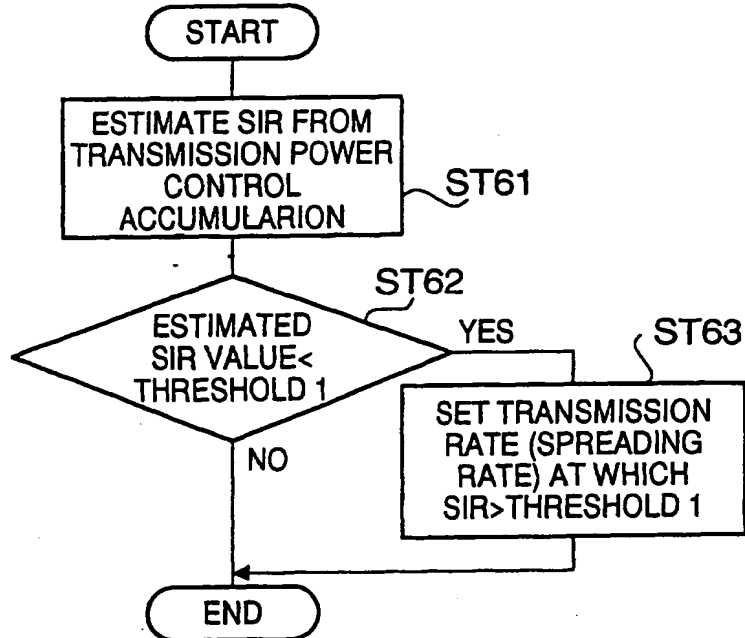 START
ESTIMATE SIR FROM
TRANSMISSION POWER
CONTROL
ACCUMULARION
ST61
ST62
ESTIMATED
SIR VALUE<
THRESHOLD 1
YES
NO
ST63
SET TRANSMISSION
RATE (SPREADING
RATE) AT WHICH
SIR>THRESHOLD 1
END